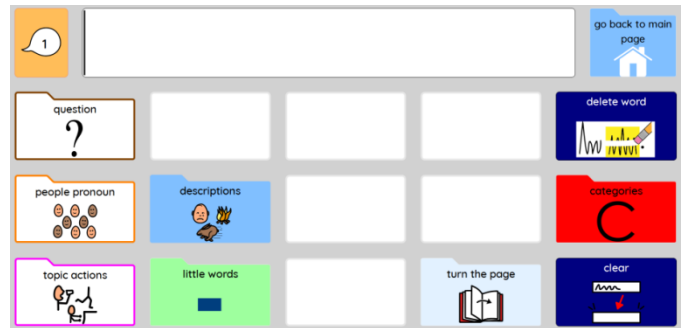 1
go back to main
page
question
?
delete word
people pronoun
descriptions
categories
C
topic actions
little words
turn the page
clear